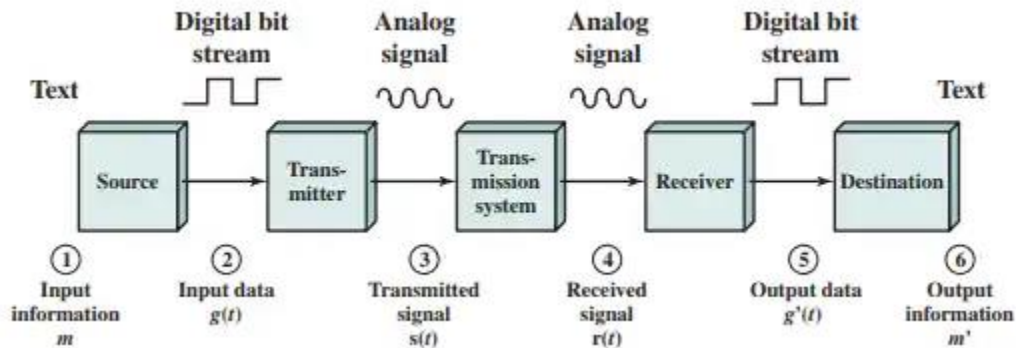 Digital bit
stream
Analog
signal
Analog
signal
Digital bit
stream
Text
Text
Source
Trans-
mitter
Trans-
mission
system
Receiver
Destination
1
Input
information
m
2
Input data
g(t)
3
Transmitted
signal
s(t)
4
Received
signal
r(t)
5
Output data
g'(t)
6
Output
information
m'